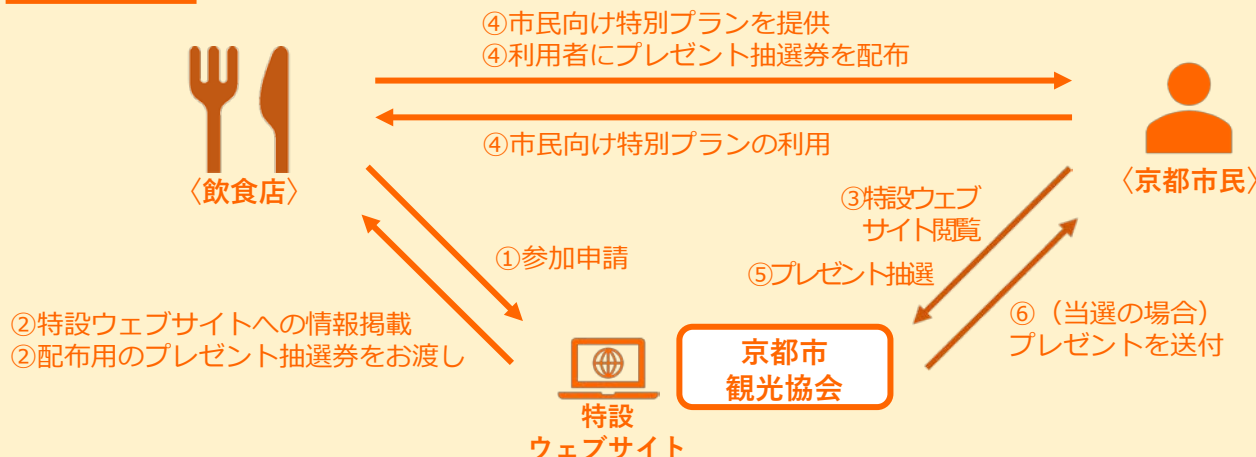 ④市民向け特別プランを提供
④利用者にプレゼント抽選券を配布
④市民向け特別プランの利用
〈飲食店〉
〈京都市民〉
③特設ウェブ
サイト閲覧
①参加申請
⑤プレゼント抽選
②特設ウェブサイトへの情報掲載
②配布用のプレゼント抽選券をお渡し
⑥（当選の場合）
プレゼントを送付
京都市
観光協会
特設
ウェブサイト